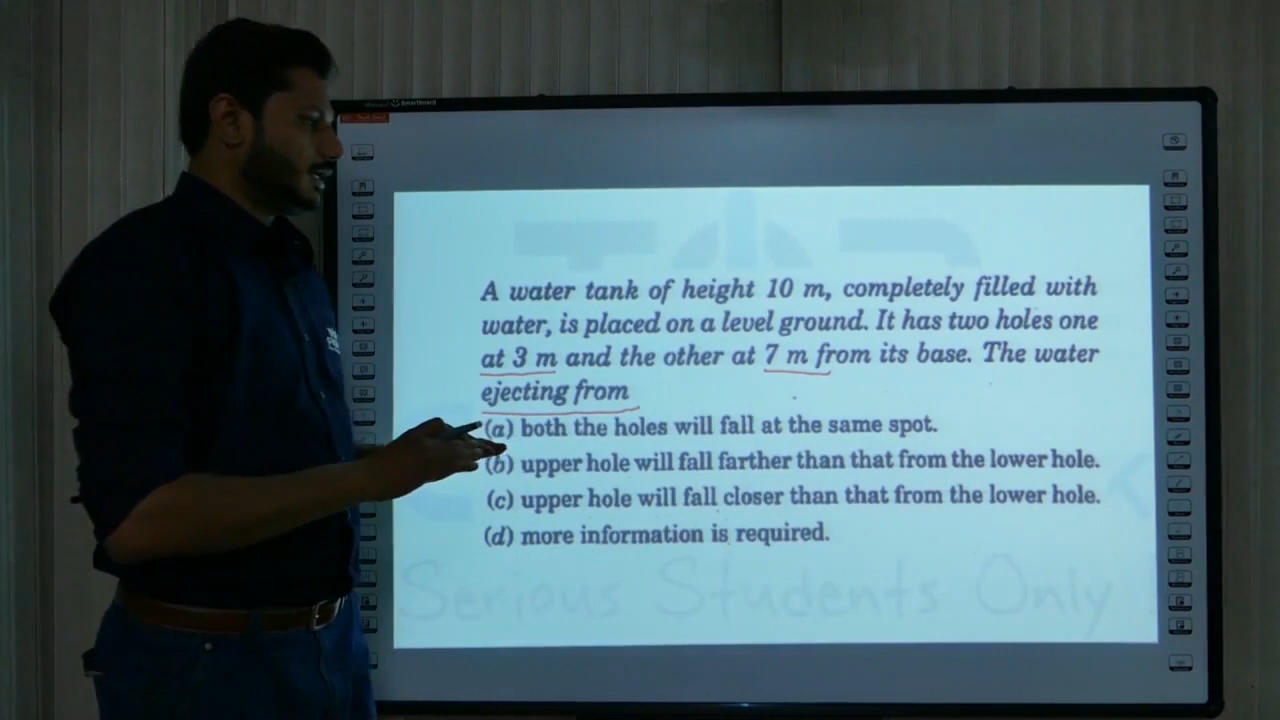 Smartboard
A water tank of height 10 m, completely filled with
water, is placed on a level ground. It has two holes one
at 3 m and the other at 7 m from its base. The water
ejecting from
(a) both the holes will fall at the same spot.
(b) upper hole will fall farther than that from the lower hole.
(c) upper hole will fall closer than that from the lower hole.
(d) more information is required.
Serious Students Only